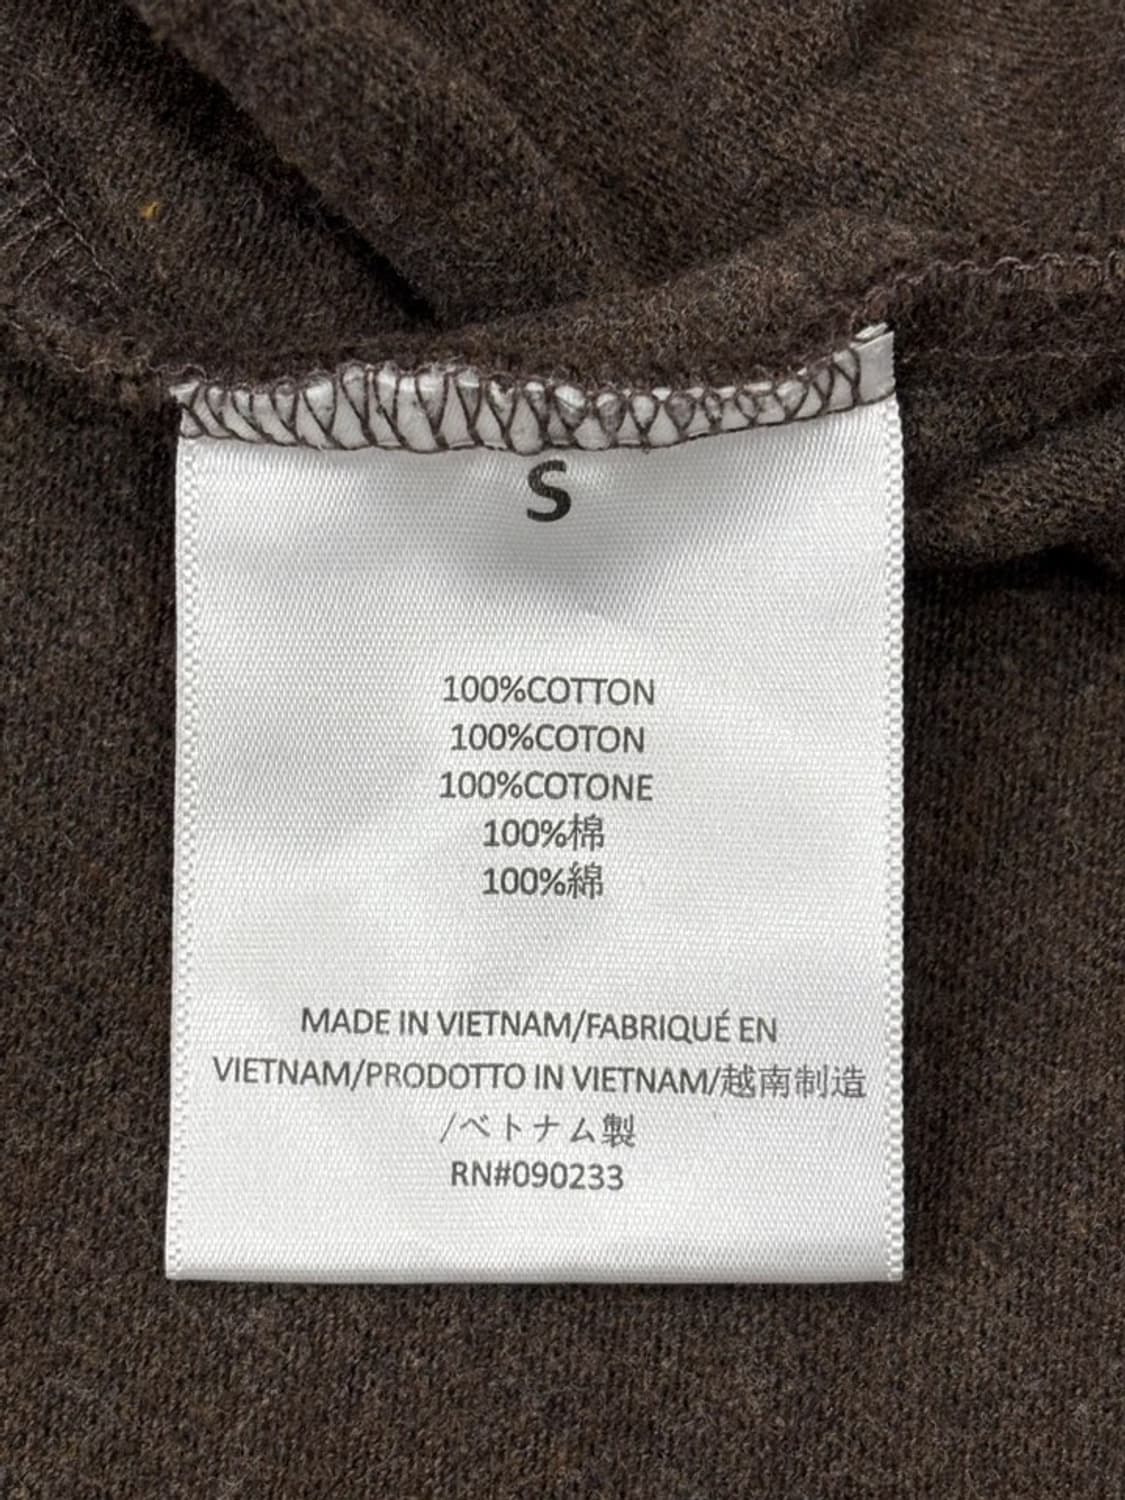 S
100%COTTON
100%COTON
100%COTONE
100%棉
100%綿
MADE IN VIETNAM/FABRIQUÉ EN
VIETNAM/PRODOTTO IN VIETNAM/越南制造
/ベトナム製
RN#090233